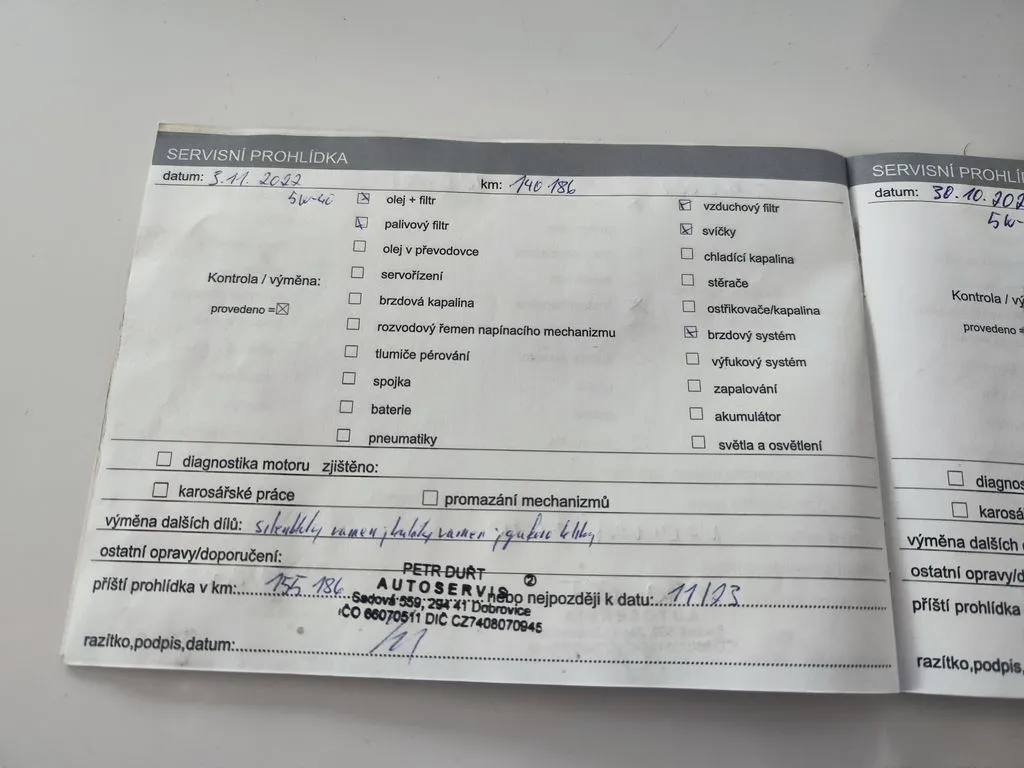 SERVISNÍ PROHLÍDKA
datum: 3.11. 2022 km: 140 186
5W-40
olej + filtr
palivový filtr
olej v převodovce
servořízení
brzdová kapalina
rozvodový řemen napínacího mechanizmu
tlumiče pérování
spojka
baterie
pneumatiky
Kontrola / výměna:
provedeno =
vzduchový filtr
svíčky
chladící kapalina
stěrače
ostřikovače/kapalina
brzdový systém
výfukový systém
zapalování
akumulátor
světla a osvětlení
diagnostika motoru zjištěno:
karosářské práce promazání mechanizmů
výměna dalších dílů: silentbloky ramen,
ostatní opravy/doporučení:
příští prohlídka v km: 155 186 nebo nejpozději k datu: 11/23
PETR DUŘT
②
AUTOSERVIS
Sadová 559, 294 41 Dobrovice
IČO 66070511 DIČ CZ7408070945
razítko,podpis,datum:
SERVISNÍ PROHLÍ
datum: 30.10.202
5W-
Kontrola / vý
provedeno =
diagnos
karosá
výměna dalších
ostatní opravy/d
příští prohlídka
razítko,podpis,